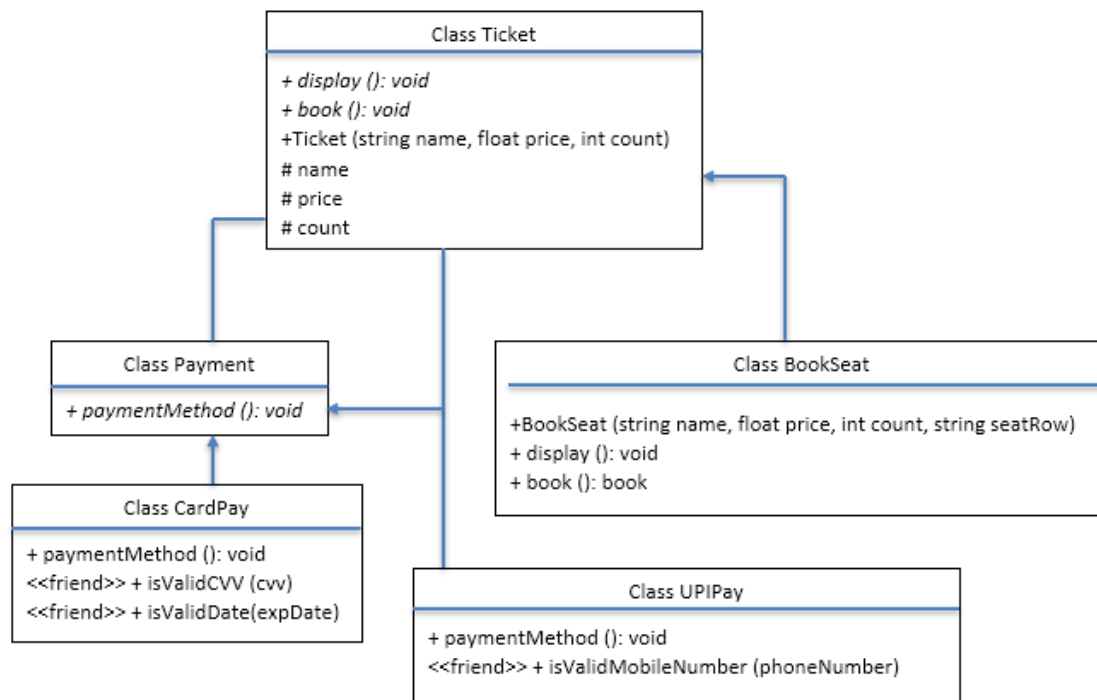 Class Ticket
+ display (): void
+ book (): void
+Ticket (string name, float price, int count)
# name
# price
# count
Class Payment
+ paymentMethod (): void
Class BookSeat
+BookSeat (string name, float price, int count, string seatRow)
+ display (): void
+ book (): book
Class CardPay
+ paymentMethod (): void
<<friend>> + isValidCVV (cvv)
<<friend>> + isValidDate(expDate)
Class UPIPay
+ paymentMethod (): void
<<friend>> + isValidMobileNumber (phoneNumber)